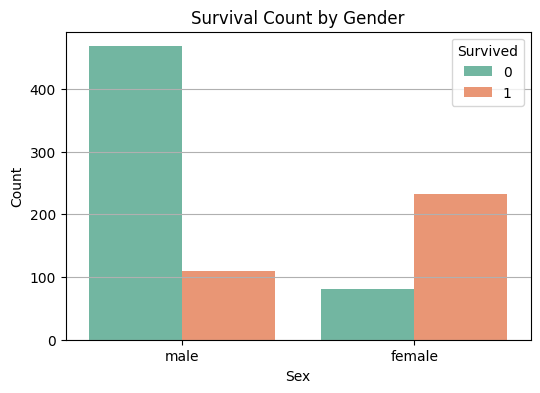 Survival Count by Gender
Survived
0
1
400
300
200
100
0
Count
male
female
Sex